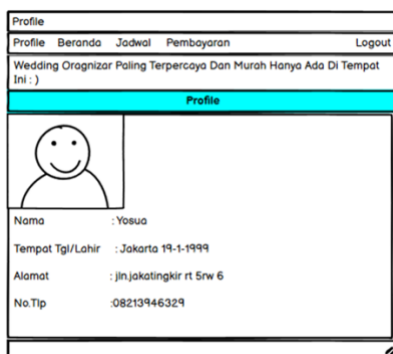 Profile
Profile Beranda Jadwal Pembayaran Logout
Wedding Oragnizar Paling Terpercaya Dan Murah Hanya Ada Di Tempat
Ini : )
Profile
Nama : Yosua
Tempat Tgl/Lahir : Jakarta 19-1-1999
Alamat : jln.jakatingkir rt 5rw 6
No.Tlp :08213946329